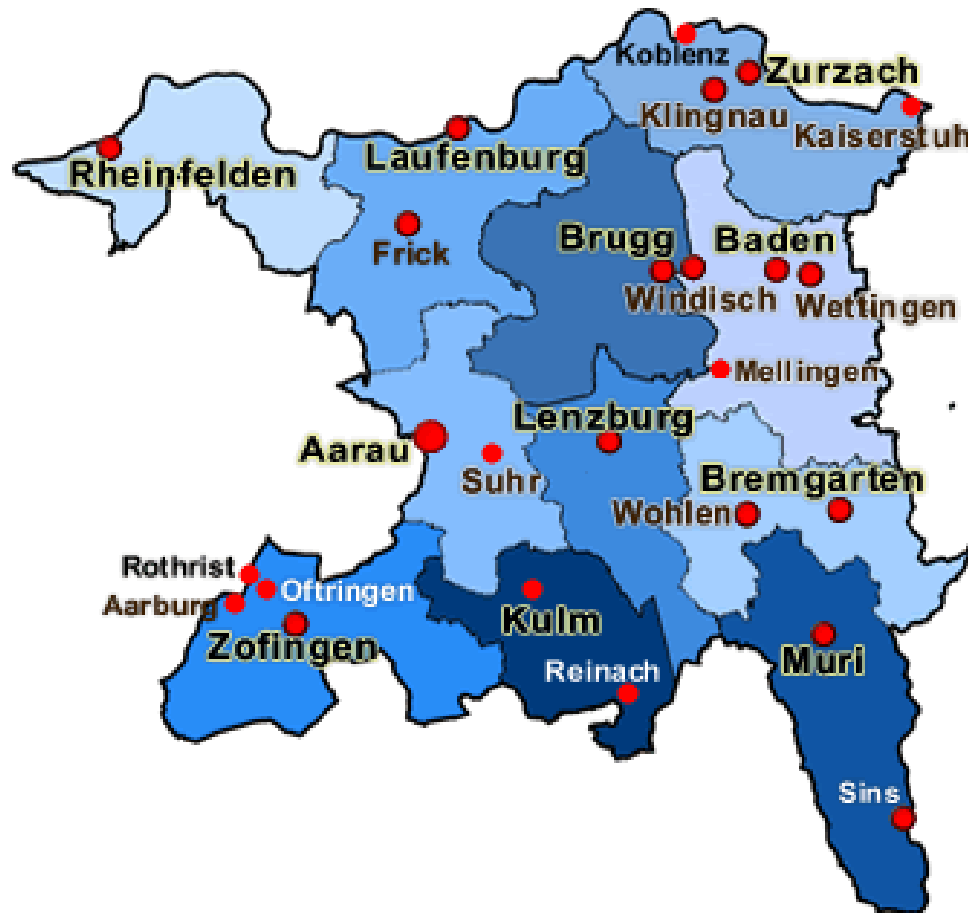 Koblenz
Zurzach
Klingnau
Kaiserstuh
Laufenburg
Rheinfelden
Frick
Brugg
Baden
Windisch
Wettingen
Mellingen
Lenzburg
Aarau
Suhr
Bremgarten
Wohlen
Rothrist
Oftringen
Aarburg
Zofingen
Kulm
Muri
Reinach
Sins